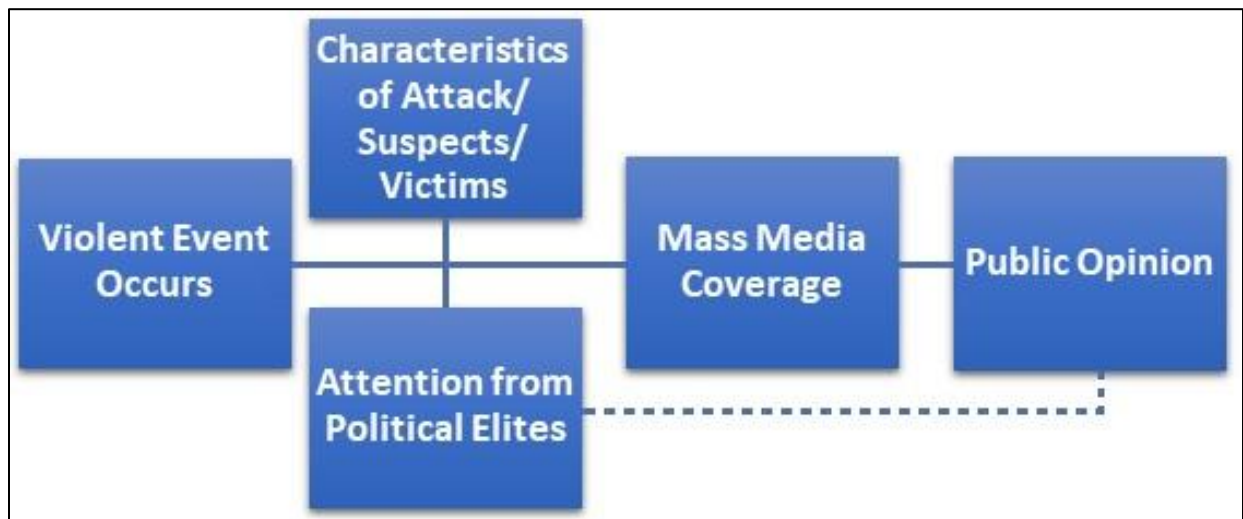 Characteristics
of Attack/
Suspects/
Victims
Violent Event
Occurs
Mass Media
Coverage
Public Opinion
Attention from
Political Elites